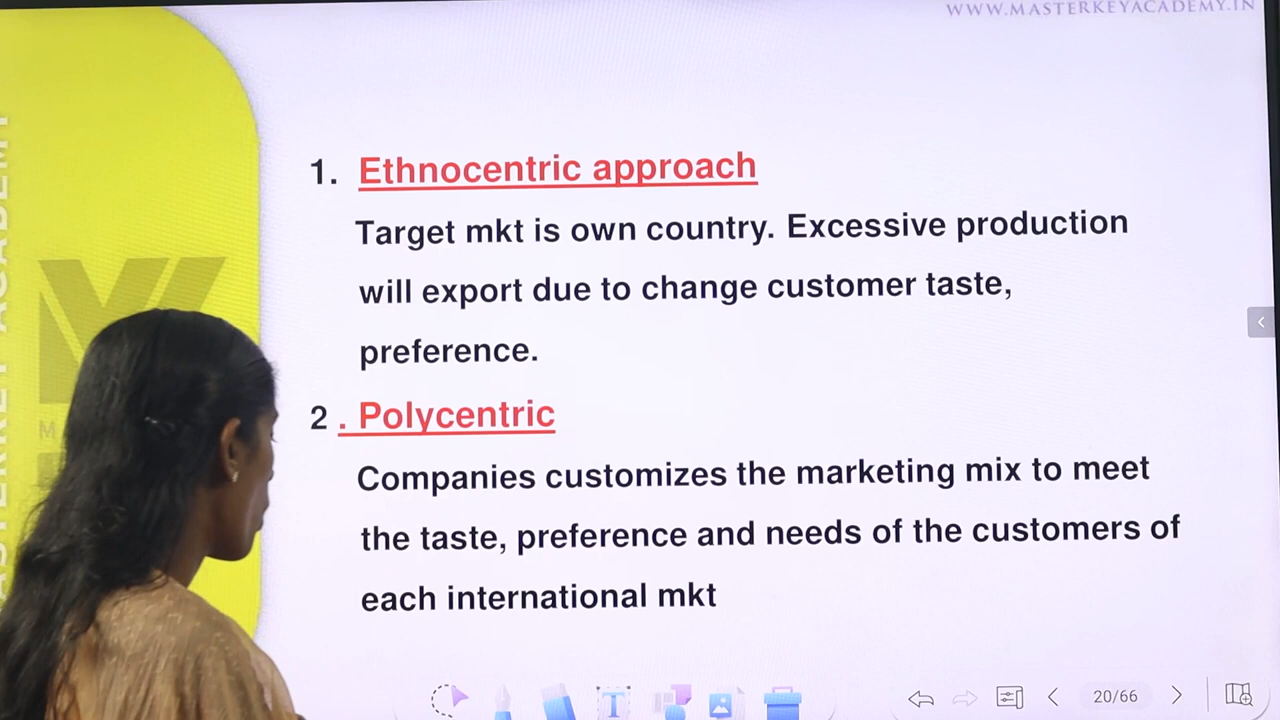 WWW.MASTERKEYACADEMY.IN
1. Ethnocentric approach
Target mkt is own country. Excessive production
will export due to change customer taste,
preference.
2 . Polycentric
Companies customizes the marketing mix to meet
the taste, preference and needs of the customers of
each international mkt
20/66
T